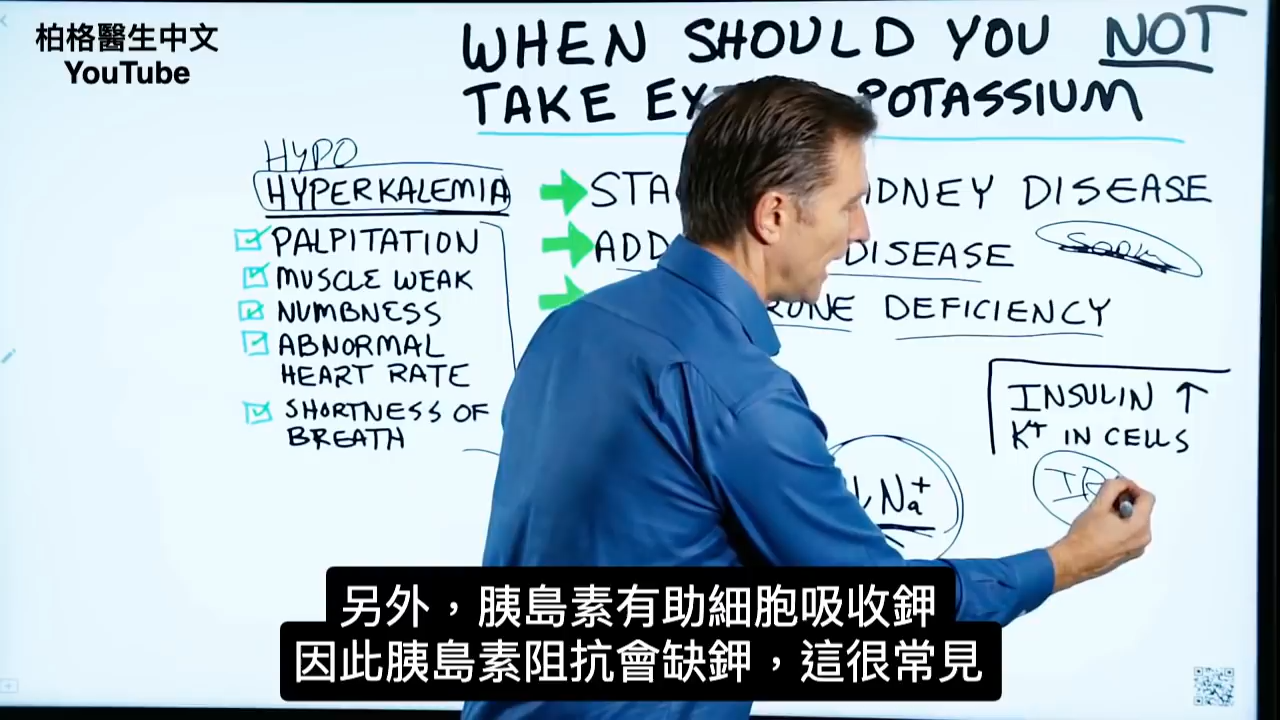 柏格醫生中文
YouTube
WHEN SHOULD YOU NOT
TAKE EX POTASSIUM
HYPO
HYPERKALEMIA
PALPITATION
MUSCLE WEAK
NUMBNESS
ABNORMAL
HEART RATE
SHORTNESS OF
BREATH
STA DNEY DISEASE
ADD DISEASE
RONE DEFICIENCY
INSULIN ↑
K+ IN CELLS
Na+
另外，胰島素有助細胞吸收鉀
因此胰島素阻抗會缺鉀，這很常見